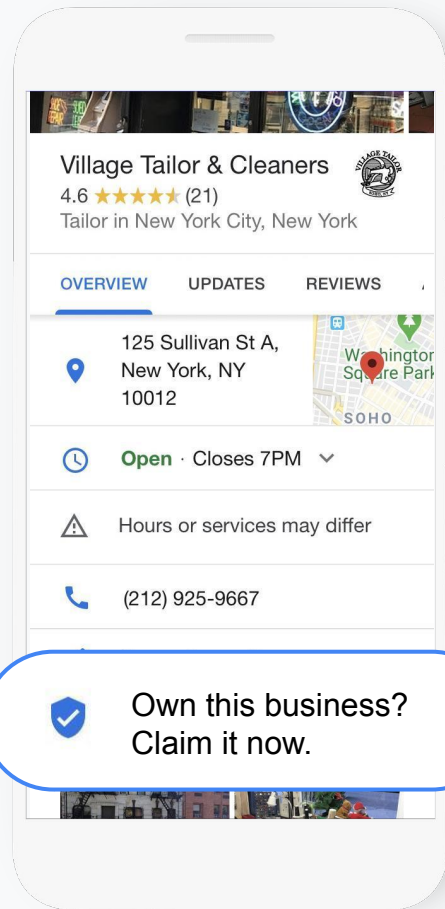 Village Tailor & Cleaners
4.6 ★★★★★ (21)
Tailor in New York City, New York
VILLAGE TAILOR
OVERVIEW UPDATES REVIEWS
125 Sullivan St A,
New York, NY
10012
Washington
Square Park
SOHO
Open · Closes 7PM
Hours or services may differ
(212) 925-9667
Own this business?
Claim it now.